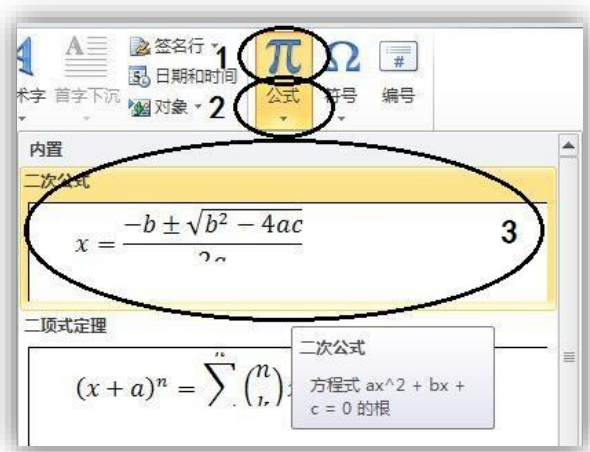 签名行
1
日期和时间
对象
2
术字
首字下沉
π
公式
Ω
符号
#
编号
内置
二次公式
x = (-b ± √(b² − 4ac)) / 2a
3
二项式定理
(x + a)ⁿ = ∑ (n k)
二次公式
方程式 ax^2 + bx +
c = 0 的根